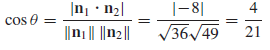 cos θ = |n₁ · n₂| / ‖n₁‖ ‖n₂‖ = |−8| / √36√49 = 4 / 21